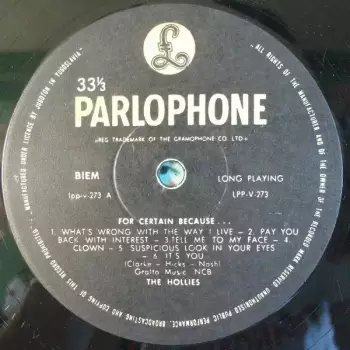 £
33⅓
PARLOPHONE
REG. TRADEMARK OF THE GRAMOPHONE CO. LTD
BIEM
LONG PLAYING
lpp-v-273 A
LPP-V-273
FOR CERTAIN BECAUSE...
1. WHAT'S WRONG WITH THE WAY I LIVE - 2. PAY YOU
BACK WITH INTEREST - 3. TELL ME TO MY FACE - 4.
CLOWN - 5. SUSPICIOUS LOOK IN YOUR EYES
- 6. IT'S YOU
(Clarke - Hicks - Nash)
Gralto Music NCB
THE HOLLIES
MANUFACTURED UNDER LICENSE BY JUGOTON IN YUGOSLAVIA
ALL RIGHTS OF THE MANUFACTURER AND OF THE OWNER OF THE RECORDED WORK RESERVED
UNAUTHORISED PUBLIC PERFORMANCE, BROADCASTING AND COPYING OF THIS RECORD PROHIBITED